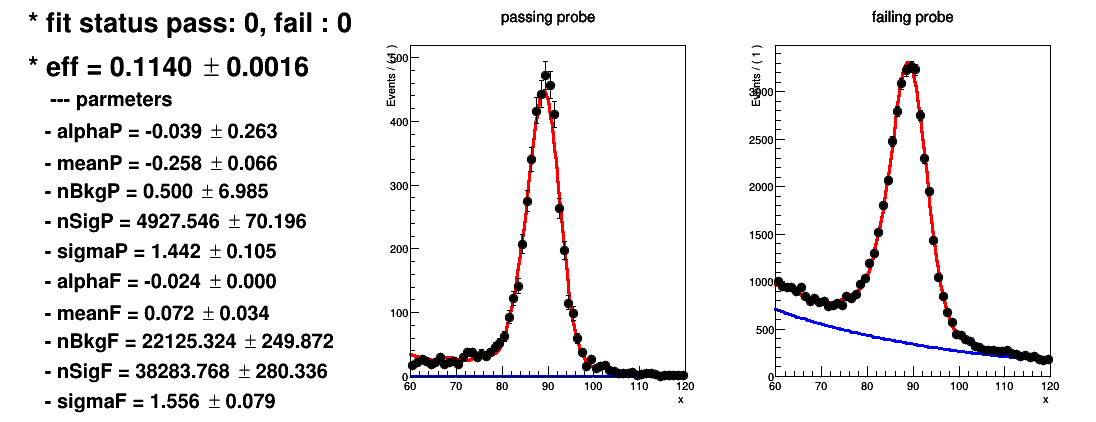 * fit status pass: 0, fail : 0
* eff = 0.1140 ± 0.0016
--- parmeters
- alphaP = -0.039 ± 0.263
- meanP = -0.258 ± 0.066
- nBkgP = 0.500 ± 6.985
- nSigP = 4927.546 ± 70.196
- sigmaP = 1.442 ± 0.105
- alphaF = -0.024 ± 0.000
- meanF = 0.072 ± 0.034
- nBkgF = 22125.324 ± 249.872
- nSigF = 38283.768 ± 280.336
- sigmaF = 1.556 ± 0.079
passing probe
Events / ( 1 )
500
400
300
200
100
0
60 70 80 90 100 110 120
x
failing probe
Events / ( 1 )
3000
2500
2000
1500
1000
500
0
60 70 80 90 100 110 120
x